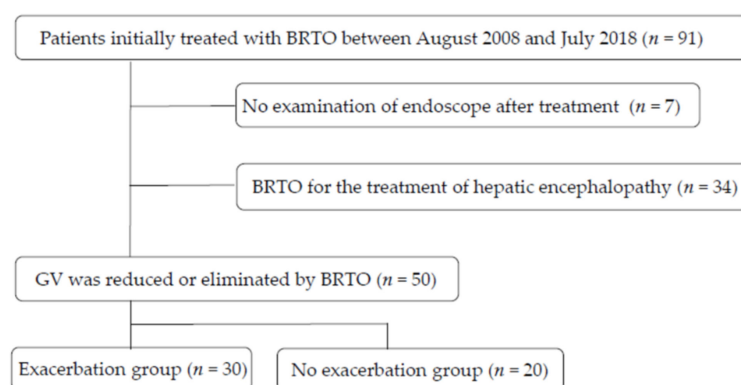 Patients initially treated with BRTO between August 2008 and July 2018 (n = 91)
No examination of endoscope after treatment (n = 7)
BRTO for the treatment of hepatic encephalopathy (n = 34)
GV was reduced or eliminated by BRTO (n = 50)
Exacerbation group (n = 30)
No exacerbation group (n = 20)